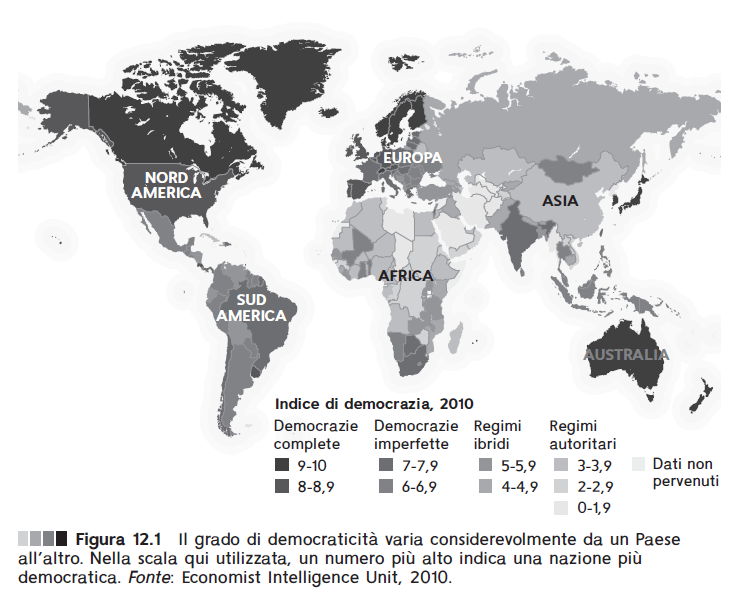 NORD
AMERICA
EUROPA
ASIA
AFRICA
SUD
AMERICA
AUSTRALIA
Indice di democrazia, 2010
Democrazie complete
9-10
8-8,9
Democrazie imperfette
7-7,9
6-6,9
Regimi ibridi
5-5,9
4-4,9
Regimi autoritari
3-3,9
2-2,9
0-1,9
Dati non pervenuti
Figura 12.1 Il grado di democraticità varia considerevolmente da un Paese
all'altro. Nella scala qui utilizzata, un numero più alto indica una nazione più
democratica. Fonte: Economist Intelligence Unit, 2010.